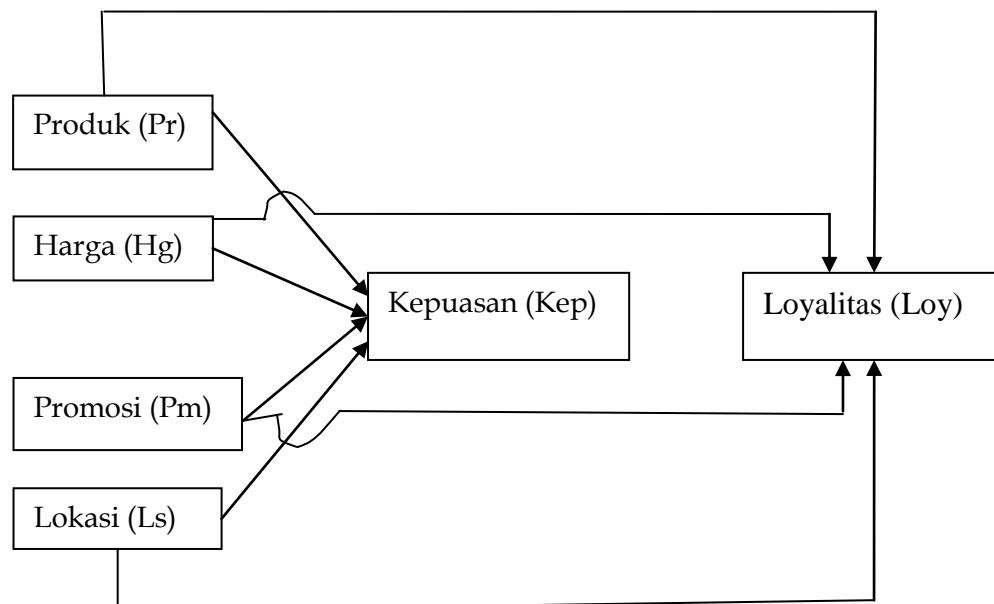 Produk (Pr)
Harga (Hg)
Kepuasan (Kep)
Loyalitas (Loy)
Promosi (Pm)
Lokasi (Ls)